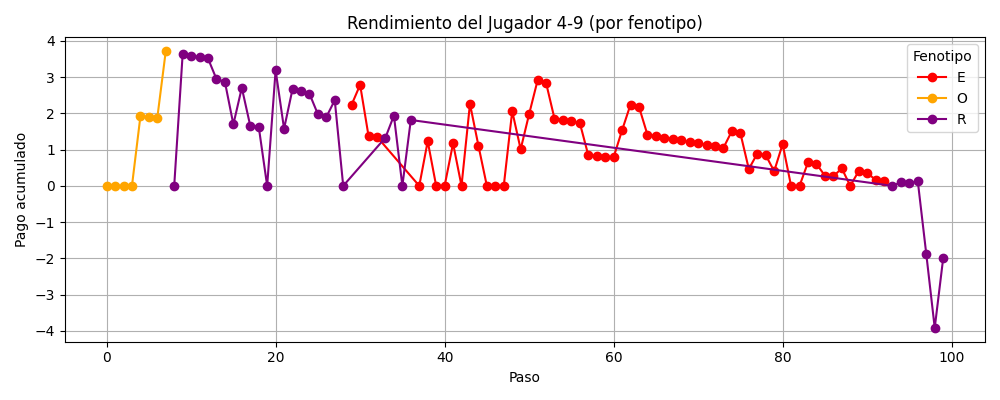 Rendimiento del Jugador 4-9 (por fenotipo)
Pago acumulado
4
3
2
1
0
−1
−2
−3
−4
Fenotipo
E
O
R
0 20 40 60 80 100
Paso